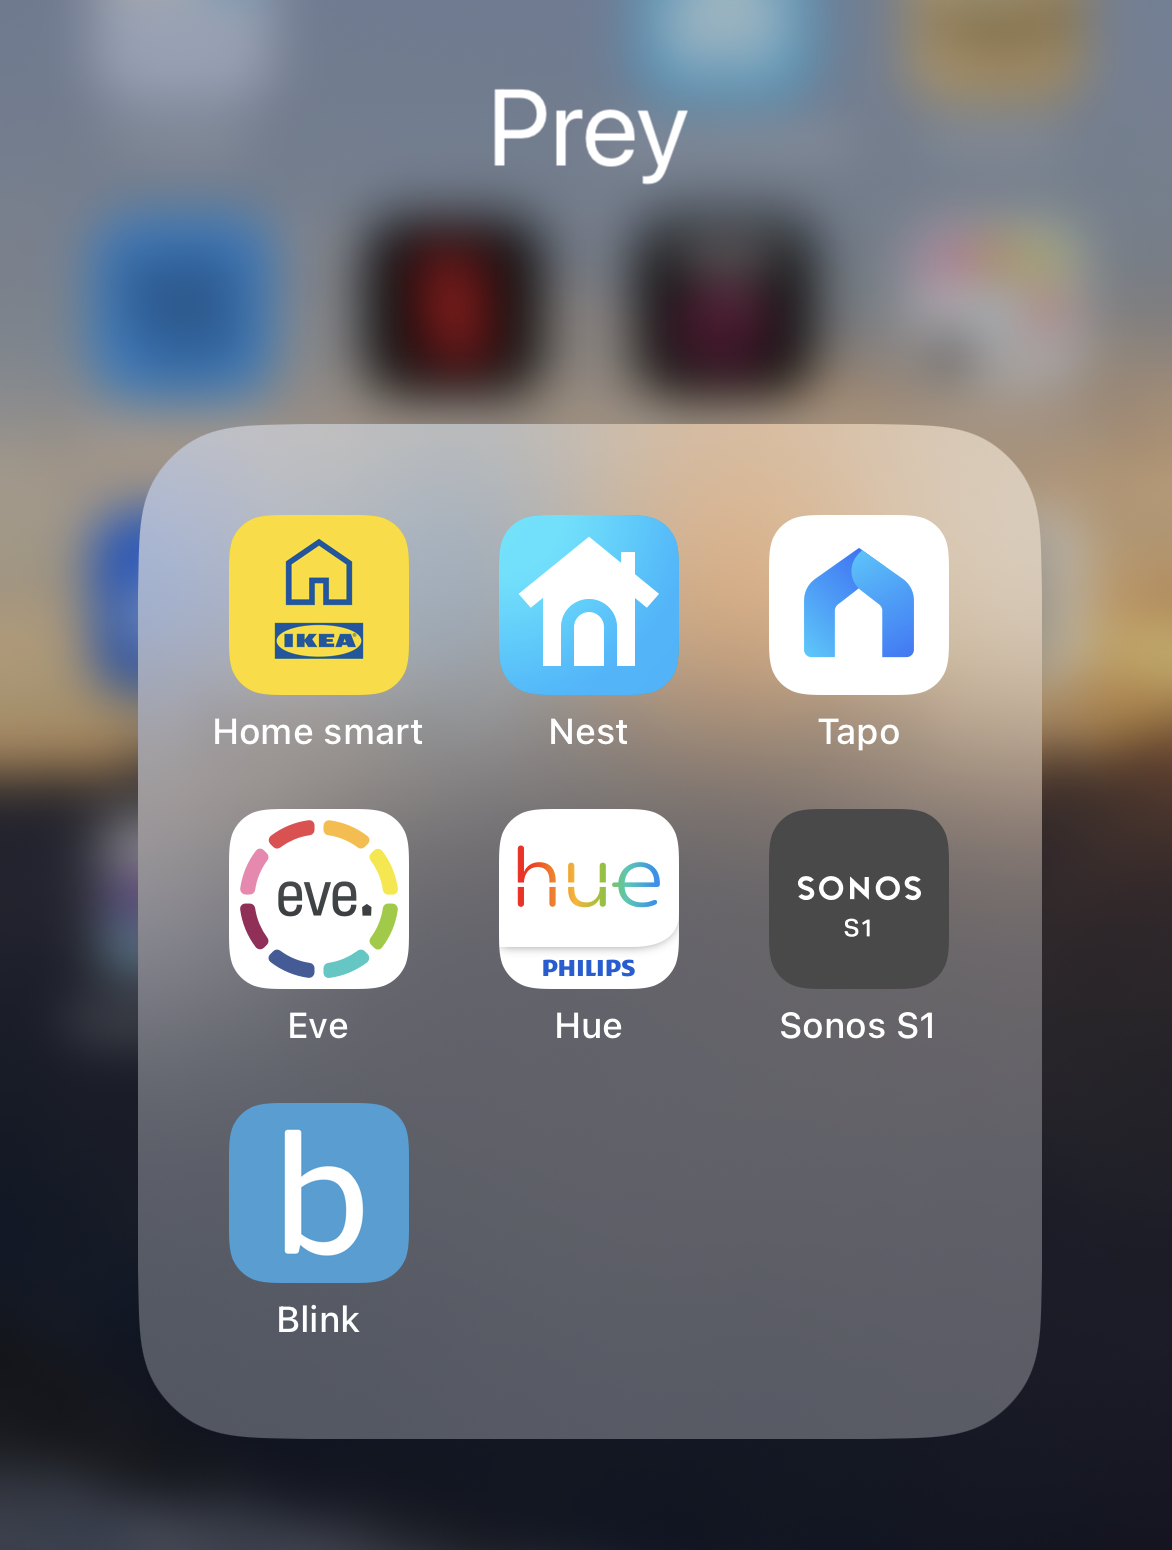 Prey
IKEA
Home smart
Nest
Tapo
eve.
Eve
hue
PHILIPS
Hue
SONOS
S1
Sonos S1
b
Blink